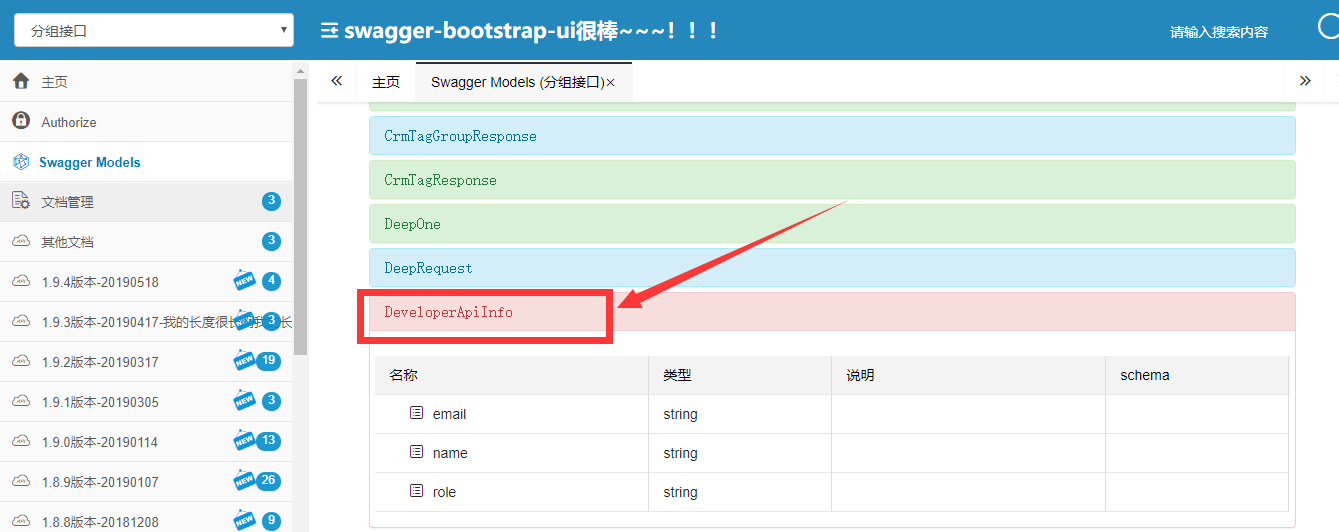 分组接口
swagger-bootstrap-ui很棒~~~！！！
请输入搜索内容
主页
Authorize
Swagger Models
文档管理 3
其他文档 3
1.9.4版本-20190518 NEW 4
1.9.3版本-20190417-我的长度很长 NEW 3 长
1.9.2版本-20190317 NEW 19
1.9.1版本-20190305 NEW 3
1.9.0版本-20190114 NEW 13
1.8.9版本-20190107 NEW 26
1.8.8版本-20181208 NEW 9
主页
Swagger Models (分组接口)×
CrmTagGroupResponse
CrmTagResponse
DeepOne
DeepRequest
DeveloperApiInfo
名称 类型 说明 schema
email string
name string
role string